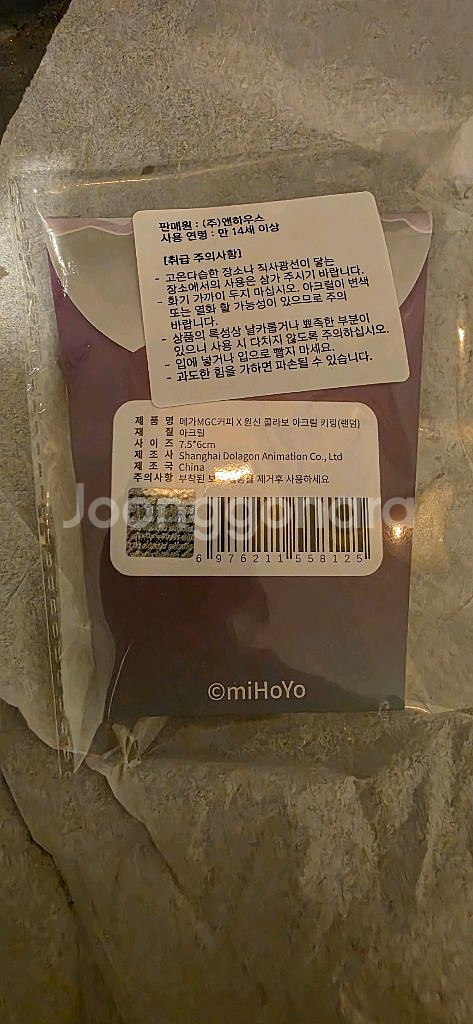 판매원 : (주)앤하우스
사용 연령 : 만 14세 이상
[취급 주의사항]
- 고온다습한 장소나 직사광선이 닿는
장소에서의 사용은 삼가 주시기 바랍니다.
- 화기 가까이 두지 마십시오. 아크릴이 변색
또는 열화 할 가능성이 있으므로 주의
바랍니다.
- 상품의 특성상 날카롭거나 뾰족한 부분이
있으니 사용 시 다치지 않도록 주의하십시오.
- 입에 넣거나 입으로 빨지 마세요.
- 과도한 힘을 가하면 파손될 수 있습니다.
제 품 명 메가MGC커피 X 원신 콜라보 아크릴 키링(랜덤)
재 질 아크릴
사 이 즈 7.5*6cm
제 조 사 Shanghai Dolagon Animation Co., Ltd
제 조 국 China
주의사항 부착된 제거후 사용하세요
Joonggonara
6 976211 558125
©miHoYo